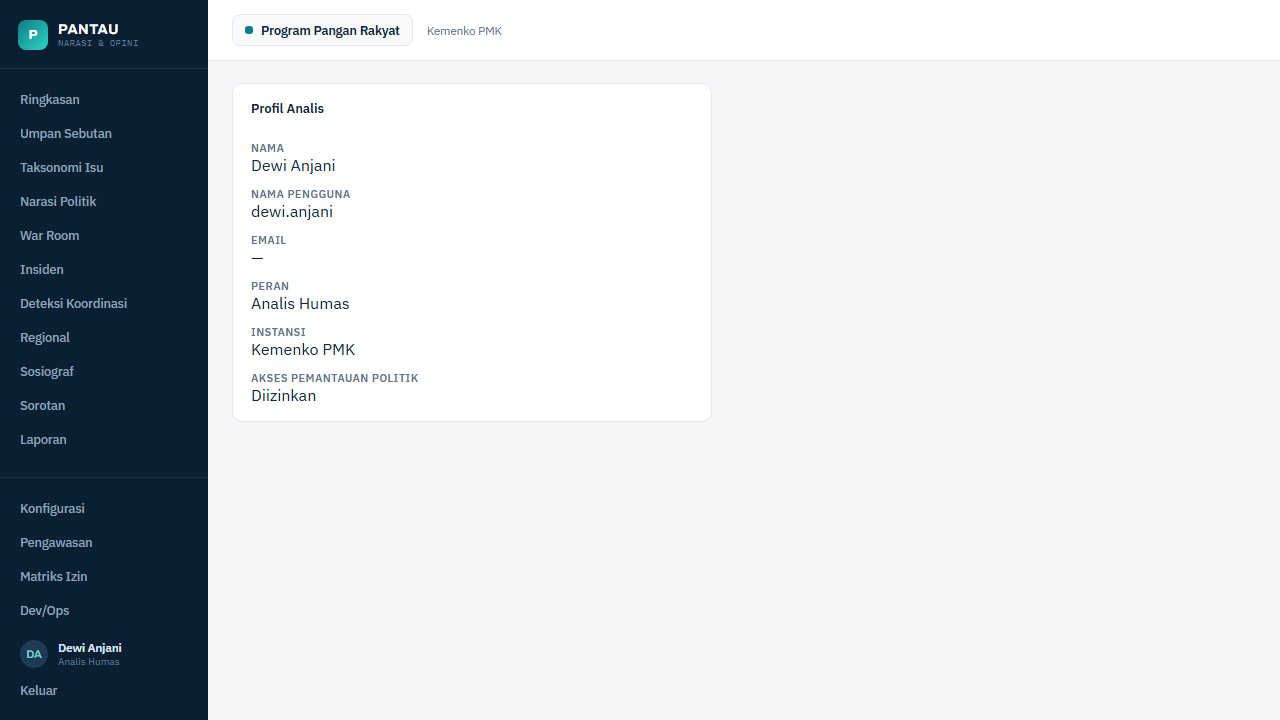 P
PANTAU
NARASI & OPINI
Ringkasan
Umpan Sebutan
Taksonomi Isu
Narasi Politik
War Room
Insiden
Deteksi Koordinasi
Regional
Sosiograf
Sorotan
Laporan
Konfigurasi
Pengawasan
Matriks Izin
Dev/Ops
DA
Dewi Anjani
Analis Humas
Keluar
Program Pangan Rakyat
Kemenko PMK
Profil Analis
NAMA
Dewi Anjani
NAMA PENGGUNA
dewi.anjani
EMAIL
—
PERAN
Analis Humas
INSTANSI
Kemenko PMK
AKSES PEMANTAUAN POLITIK
Diizinkan